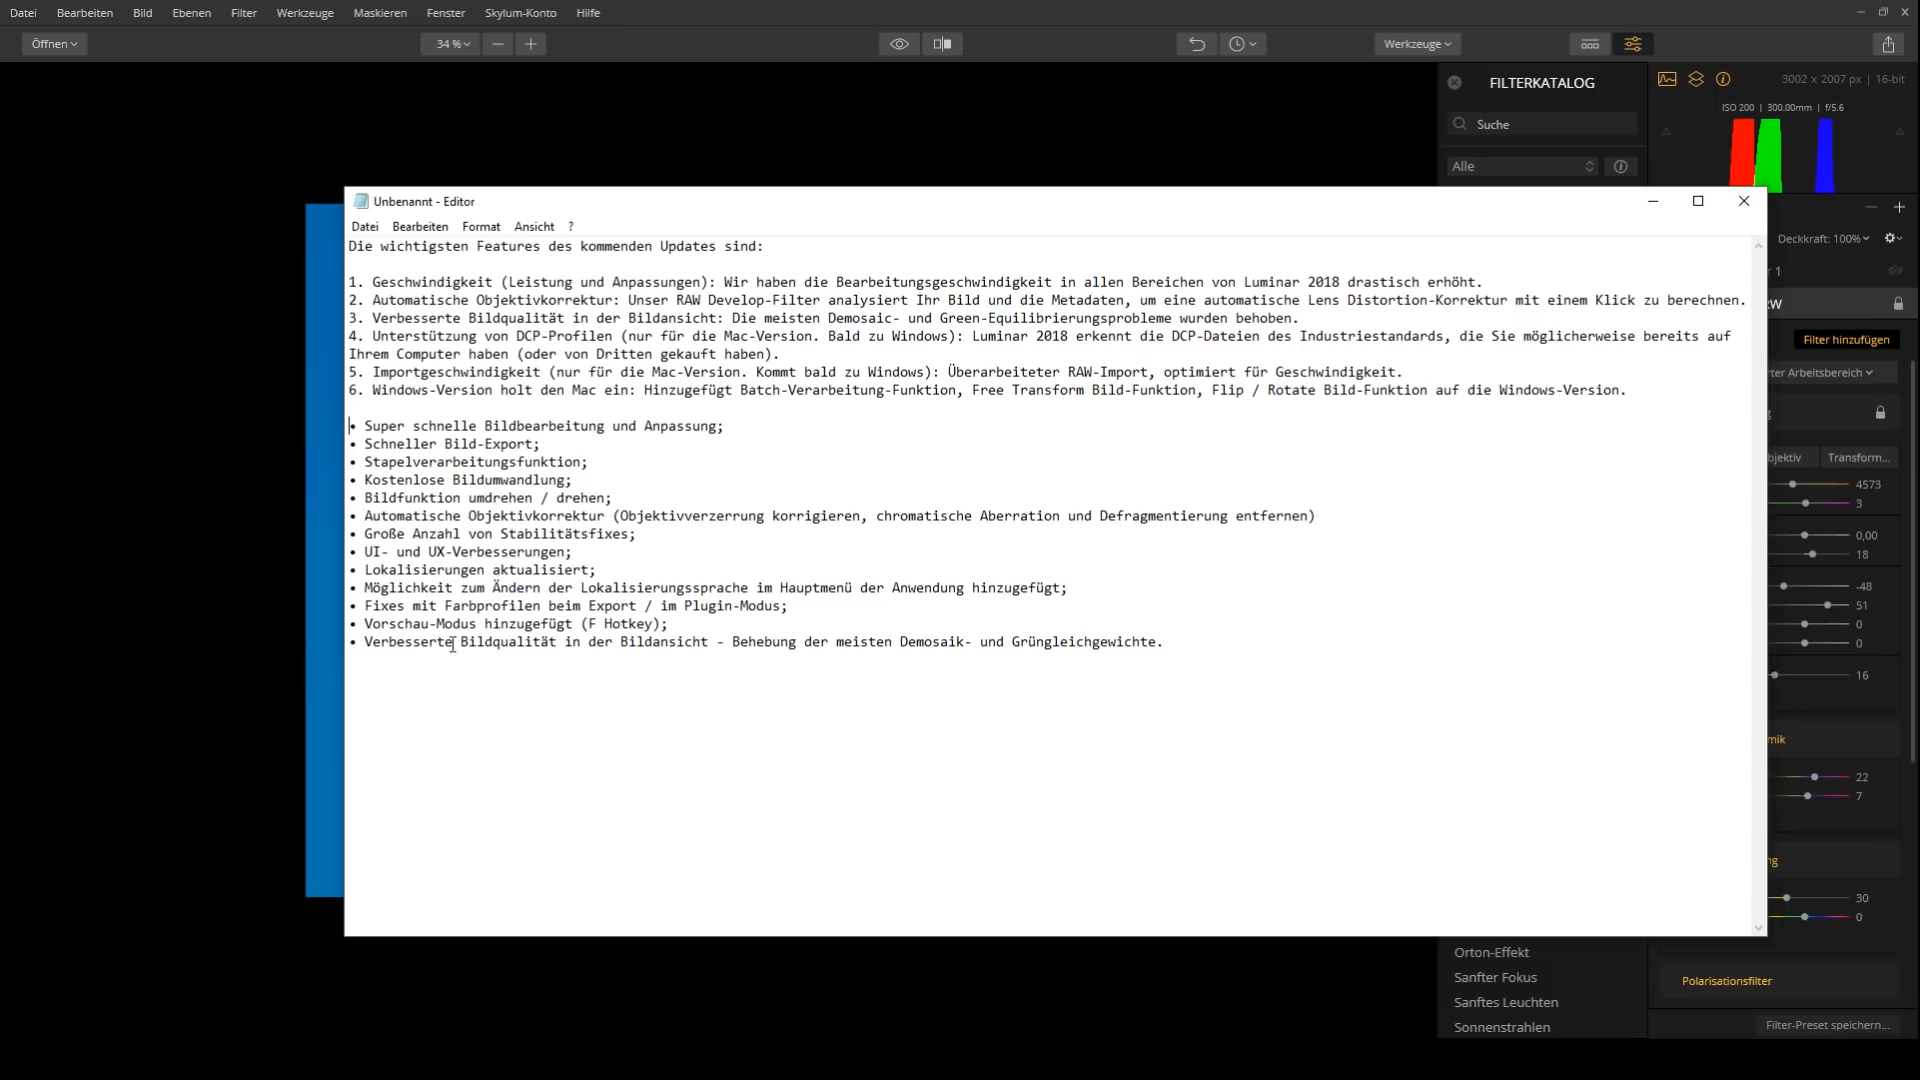 Datei Bearbeiten Bild Ebenen Filter Werkzeuge Maskieren Fenster Skylum-Konto Hilfe
Öffnen 34 % Werkzeuge
FILTERKATALOG
3002 x 2007 px | 16-bit
ISO 200 | 300.00mm | f/5.6
Suche
Alle
Unbenannt - Editor
Datei Bearbeiten Format Ansicht ?
Die wichtigsten Features des kommenden Updates sind:
1. Geschwindigkeit (Leistung und Anpassungen): Wir haben die Bearbeitungsgeschwindigkeit in allen Bereichen von Luminar 2018 drastisch erhöht.
2. Automatische Objektivkorrektur: Unser RAW Develop-Filter analysiert Ihr Bild und die Metadaten, um eine automatische Lens Distortion-Korrektur mit einem Klick zu berechnen.
3. Verbesserte Bildqualität in der Bildansicht: Die meisten Demosaic- und Green-Equilibrierungsprobleme wurden behoben.
4. Unterstützung von DCP-Profilen (nur für die Mac-Version. Bald zu Windows): Luminar 2018 erkennt die DCP-Dateien des Industriestandards, die Sie möglicherweise bereits auf
Ihrem Computer haben (oder von Dritten gekauft haben).
5. Importgeschwindigkeit (nur für die Mac-Version. Kommt bald zu Windows): Überarbeiteter RAW-Import, optimiert für Geschwindigkeit.
6. Windows-Version holt den Mac ein: Hinzugefügt Batch-Verarbeitung-Funktion, Free Transform Bild-Funktion, Flip / Rotate Bild-Funktion auf die Windows-Version.
• Super schnelle Bildbearbeitung und Anpassung;
• Schneller Bild-Export;
• Stapelverarbeitungsfunktion;
• Kostenlose Bildumwandlung;
• Bildfunktion umdrehen / drehen;
• Automatische Objektivkorrektur (Objektivverzerrung korrigieren, chromatische Aberration und Defragmentierung entfernen)
• Große Anzahl von Stabilitätsfixes;
• UI- und UX-Verbesserungen;
• Lokalisierungen aktualisiert;
• Möglichkeit zum Ändern der Lokalisierungssprache im Hauptmenü der Anwendung hinzugefügt;
• Fixes mit Farbprofilen beim Export / im Plugin-Modus;
• Vorschau-Modus hinzugefügt (F Hotkey);
• Verbesserte Bildqualität in der Bildansicht - Behebung der meisten Demosaik- und Grüngleichgewichte.
Deckkraft: 100%
r 1
Filter hinzufügen
rter Arbeitsbereich
bjektiv Transform...
4573
3
0,00
18
-48
51
0
0
16
mik
22
7
ng
30
0
Orton-Effekt
Sanfter Fokus
Sanftes Leuchten
Sonnenstrahlen
Polarisationsfilter
Filter-Preset speichern...